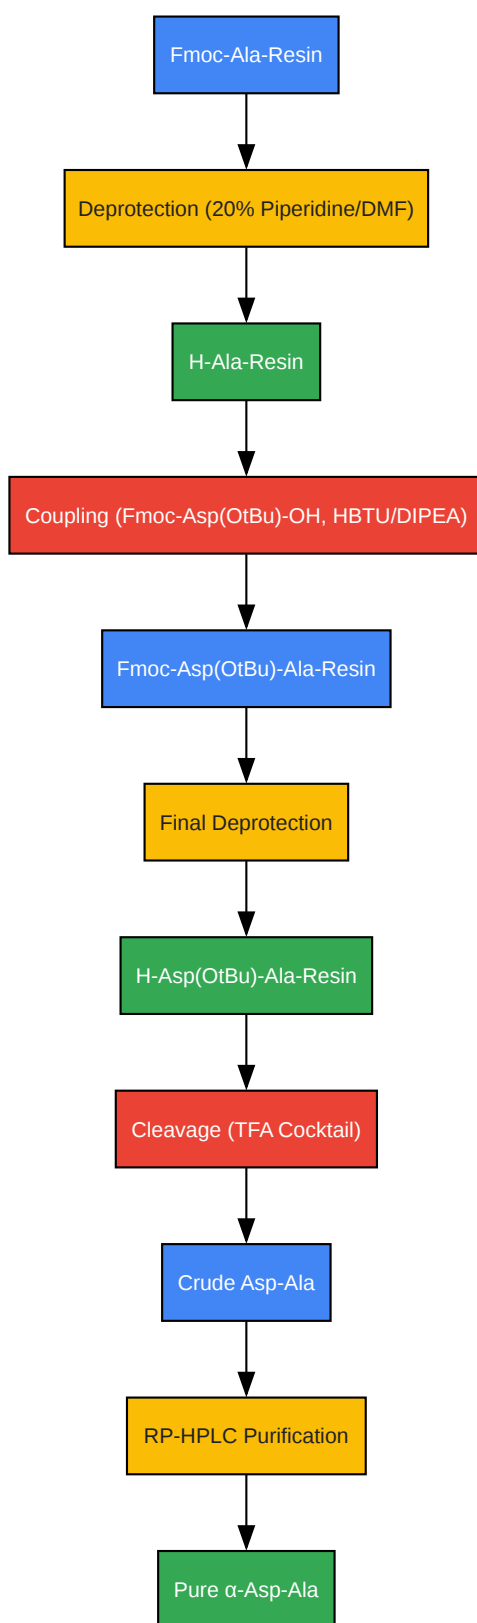 Fmoc-Ala-Resin
Deprotection (20% Piperidine/DMF)
H-Ala-Resin
Coupling (Fmoc-Asp(OtBu)-OH, HBTU/DIPEA)
Fmoc-Asp(OtBu)-Ala-Resin
Final Deprotection
H-Asp(OtBu)-Ala-Resin
Cleavage (TFA Cocktail)
Crude Asp-Ala
RP-HPLC Purification
Pure α-Asp-Ala